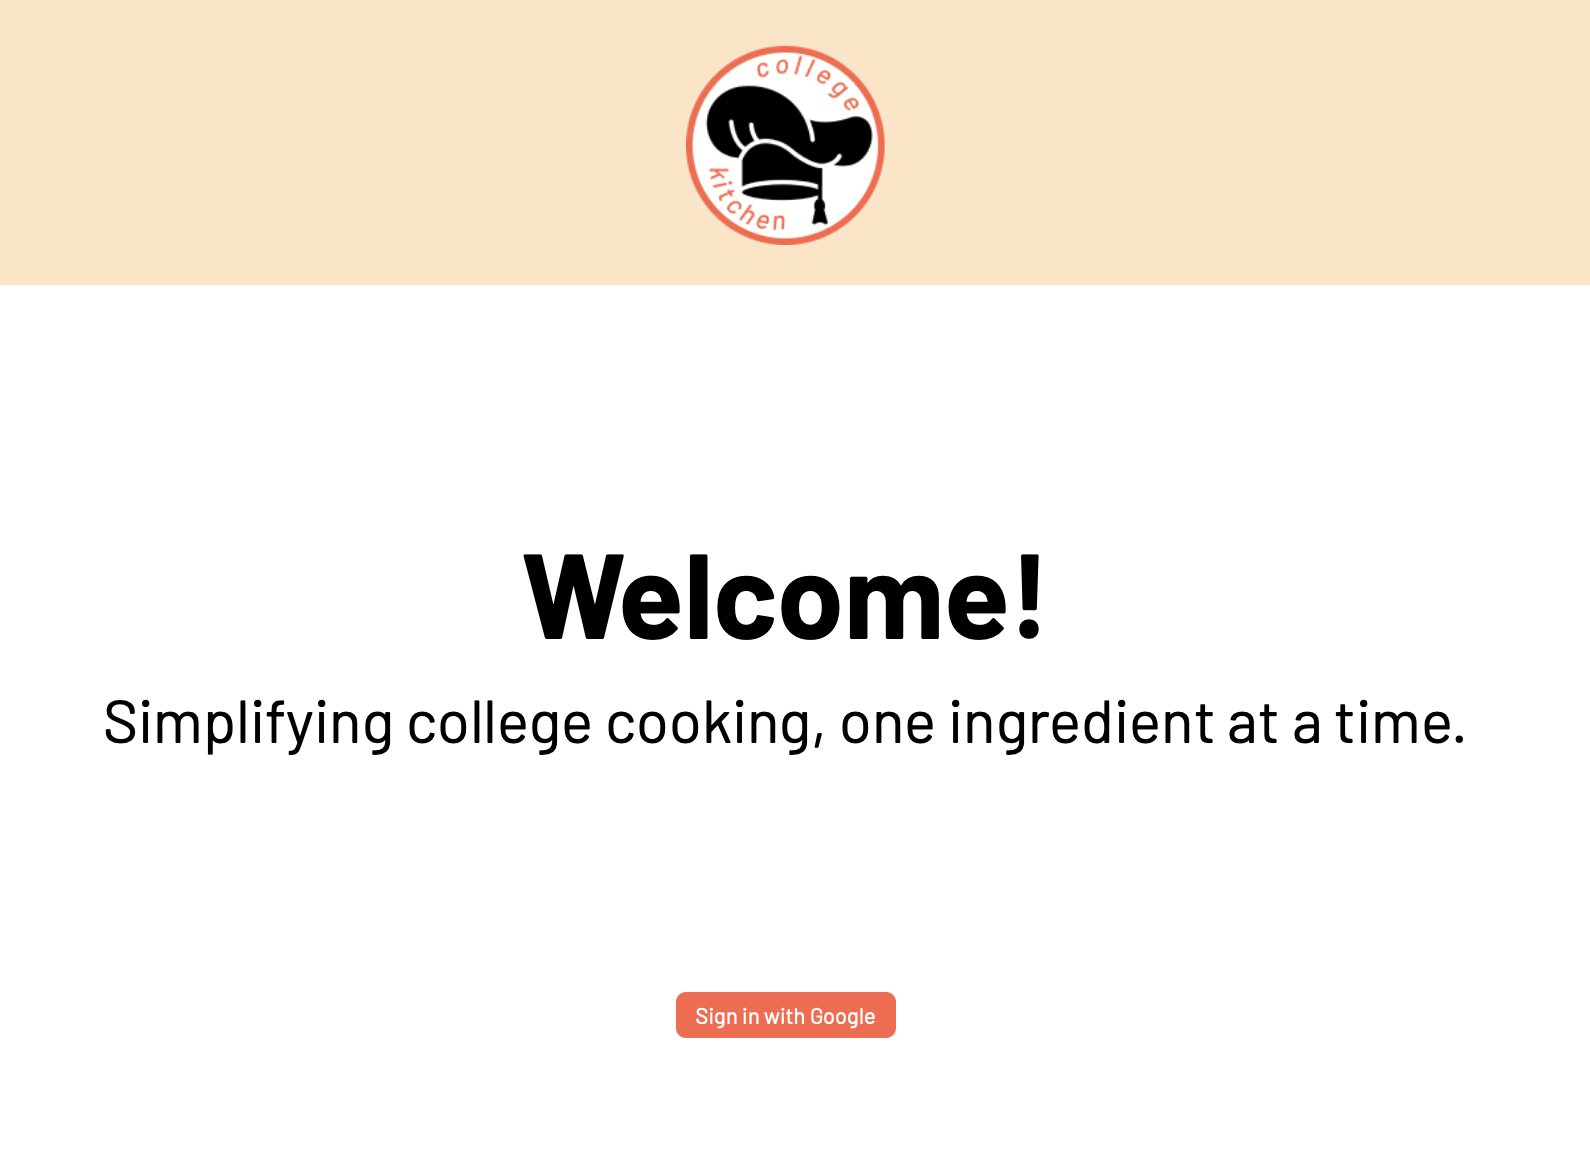 college
kitchen
Welcome!
Simplifying college cooking, one ingredient at a time.
Sign in with Google